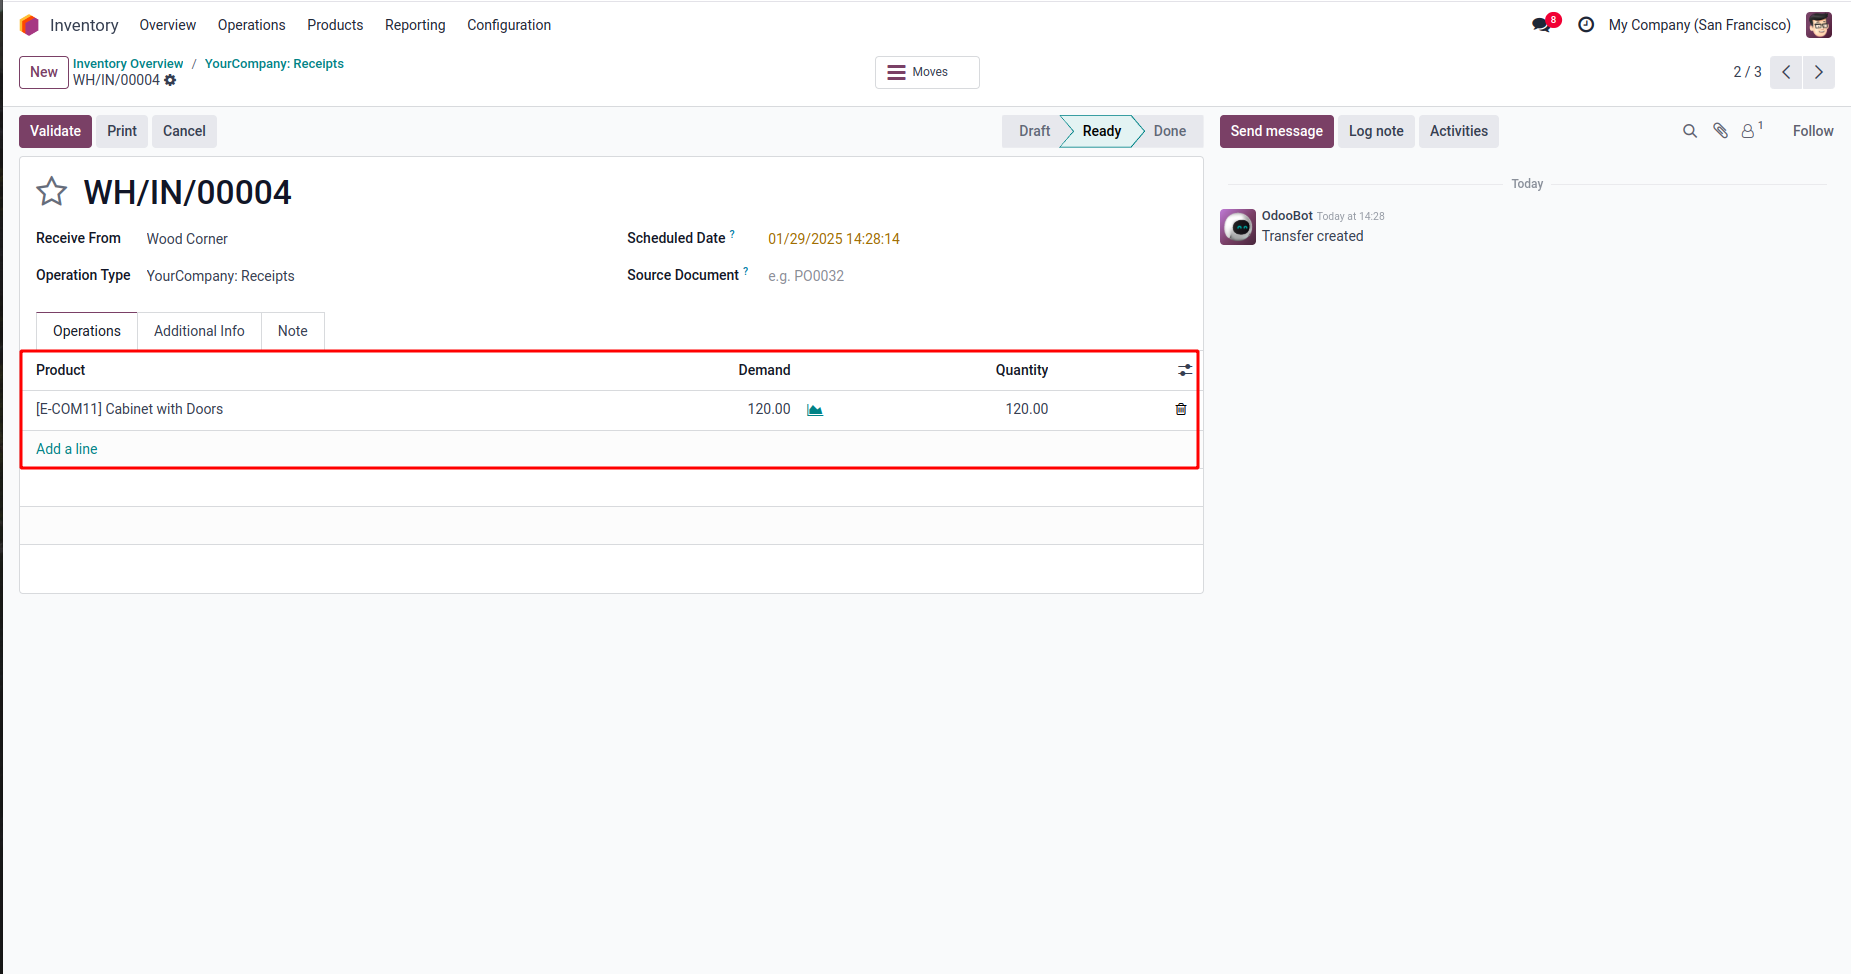 Inventory Overview Operations Products Reporting Configuration 8 My Company (San Francisco)
New Inventory Overview / YourCompany: Receipts
WH/IN/00004
Moves
2 / 3
Validate Print Cancel Draft Ready Done Send message Log note Activities 1 Follow
WH/IN/00004
Receive From Wood Corner Scheduled Date ? 01/29/2025 14:28:14
Operation Type YourCompany: Receipts Source Document ? e.g. PO0032
Operations Additional Info Note
Product Demand Quantity
[E-COM11] Cabinet with Doors 120.00 120.00
Add a line
Today
OdooBot Today at 14:28
Transfer created